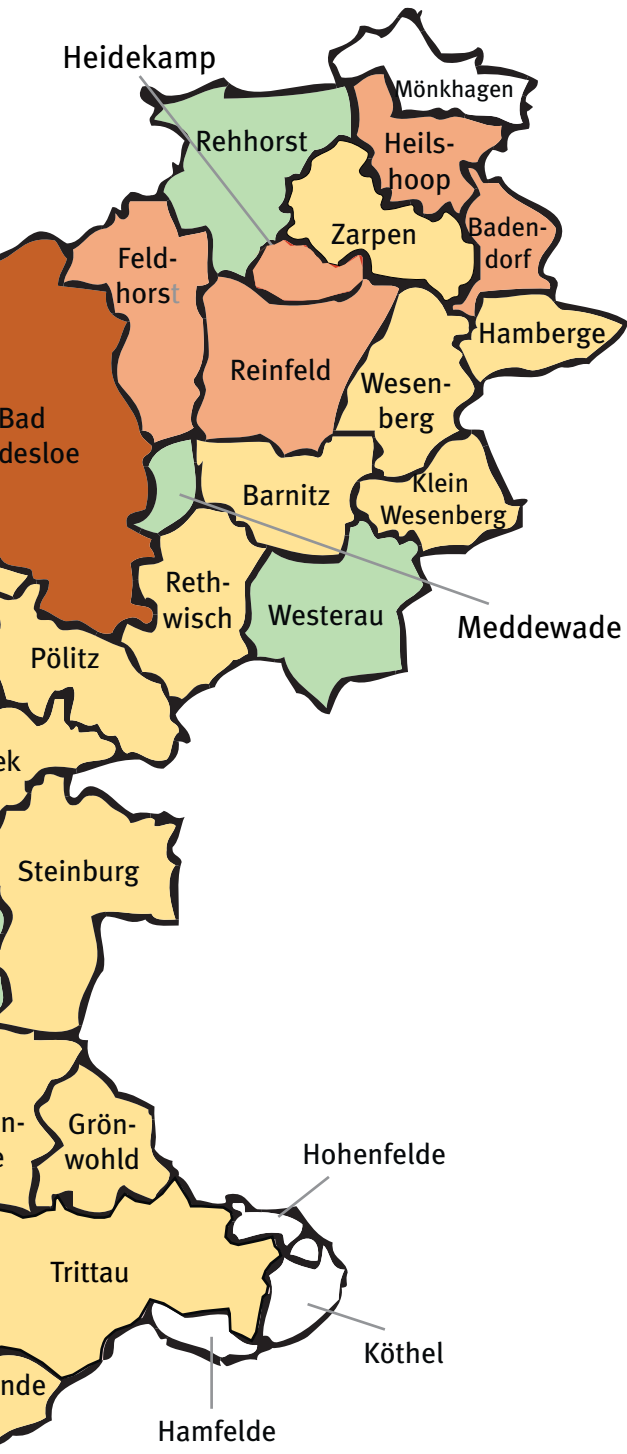 Heidekamp
Mönkhagen
Rehhorst
Heils-
hoop
Zarpen
Baden-
dorf
Feld-
horst
Hamberge
Reinfeld
Wesen-
berg
Bad
desloe
Barnitz
Klein
Wesenberg
Reth-
wisch
Westerau
Meddewade
Pölitz
ek
Steinburg
n-
e
Grön-
wohld
Hohenfelde
Trittau
Köthel
nde
Hamfelde